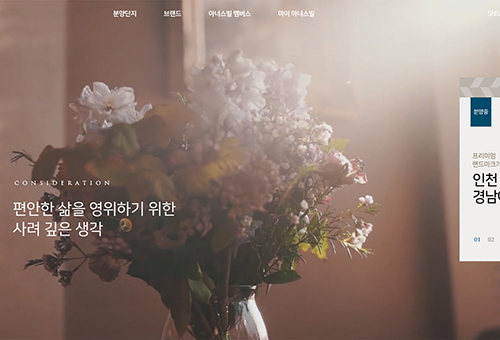 분양단지 브랜드 아너스빌 멤버스 마이 아너스빌 SNS
분양중
프리미엄
랜드마크가
CONSIDERATION
인천
편안한 삶을 영위하기 위한
경남아
사려 깊은 생각
01 02